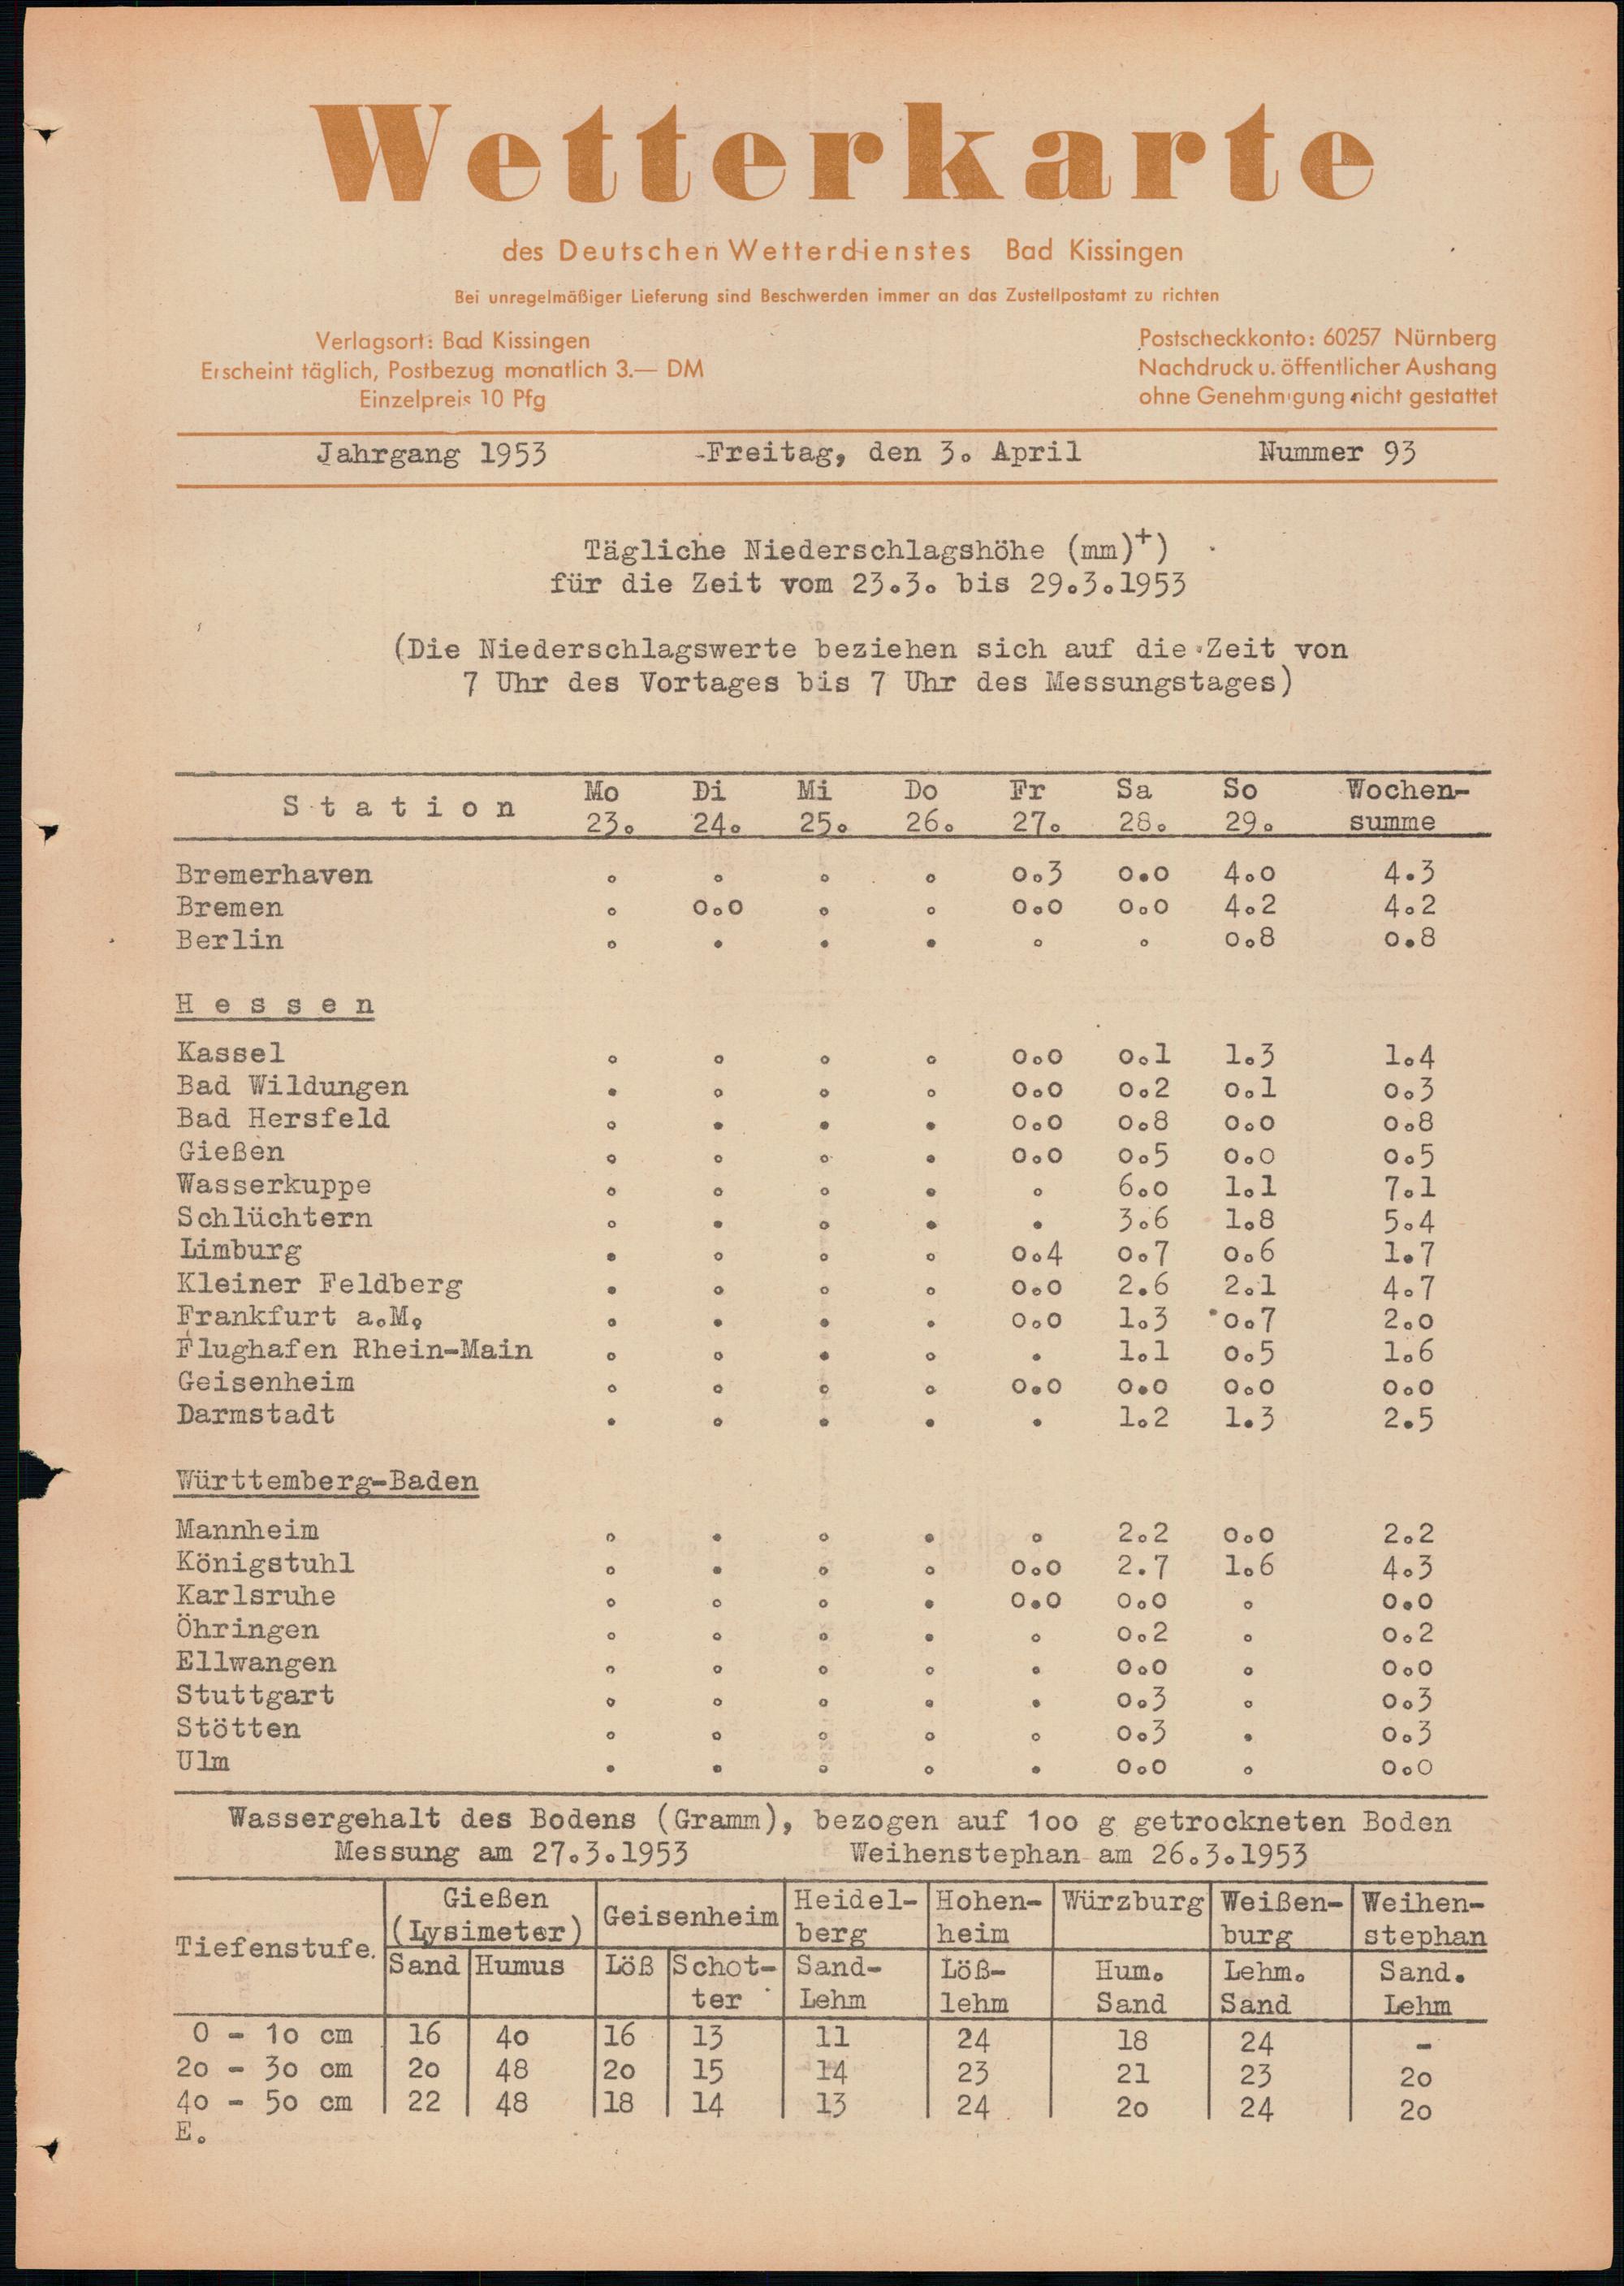 Wetterkarte
des Deutschen Wetterdienstes Bad Kissingen
Bei unregelmäßiger Lieferung sind Beschwerden immer an das Zustellpostamt zu richten
Verlagsort: Bad Kissingen
Erscheint täglich, Postbezug monatlich 3.— DM
Einzelpreis 10 Pfg
Postscheckkonto: 60257 Nürnberg
Nachdruck u. öffentlicher Aushang
ohne Genehmigung nicht gestattet
Jahrgang 1953 Freitag, den 3. April Nummer 93
Tägliche Niederschlagshöhe (mm)+)
für die Zeit vom 23.3. bis 29.3.1953
(Die Niederschlagswerte beziehen sich auf die Zeit von
7 Uhr des Vortages bis 7 Uhr des Messungstages)
Station Mo Di Mi Do Fr Sa So Wochen-
23. 24. 25. 26. 27. 28. 29. summe
Bremerhaven . . . . 0.3 0.0 4.0 4.3
Bremen . 0.0 . . 0.0 0.0 4.2 4.2
Berlin . . . . . . 0.8 0.8
Hessen
Kassel . . . . 0.0 0.1 1.3 1.4
Bad Wildungen . . . . 0.0 0.2 0.1 0.3
Bad Hersfeld . . . . 0.0 0.8 0.0 0.8
Gießen . . . . 0.0 0.5 0.0 0.5
Wasserkuppe . . . . . 6.0 1.1 7.1
Schlüchtern . . . . . 3.6 1.8 5.4
Limburg . . . . 0.4 0.7 0.6 1.7
Kleiner Feldberg . . . . 0.0 2.6 2.1 4.7
Frankfurt a.M. . . . . 0.0 1.3 0.7 2.0
Flughafen Rhein-Main . . . . . 1.1 0.5 1.6
Geisenheim . . . . 0.0 0.0 0.0 0.0
Darmstadt . . . . . 1.2 1.3 2.5
Württemberg-Baden
Mannheim . . . . . 2.2 0.0 2.2
Königstuhl . . . . 0.0 2.7 1.6 4.3
Karlsruhe . . . . 0.0 0.0 . 0.0
Öhringen . . . . . 0.2 . 0.2
Ellwangen . . . . . 0.0 . 0.0
Stuttgart . . . . . 0.3 . 0.3
Stötten . . . . . 0.3 . 0.3
Ulm . . . . . 0.0 . 0.0
Wassergehalt des Bodens (Gramm), bezogen auf 100 g getrockneten Boden
Messung am 27.3.1953 Weihenstephan am 26.3.1953
Tiefenstufe. Gießen Geisenheim Heidel- Hohen- Würzburg Weißen- Weihen-
(Lysimeter) berg heim burg stephan
Sand Humus Löß Schot- Sand- Löß- Hum. Lehm. Sand.
ter Lehm lehm Sand Sand Lehm
0 - 10 cm 16 40 16 13 11 24 18 24 -
20 - 30 cm 20 48 20 15 14 23 21 23 20
40 - 50 cm 22 48 18 14 13 24 20 24 20
E.